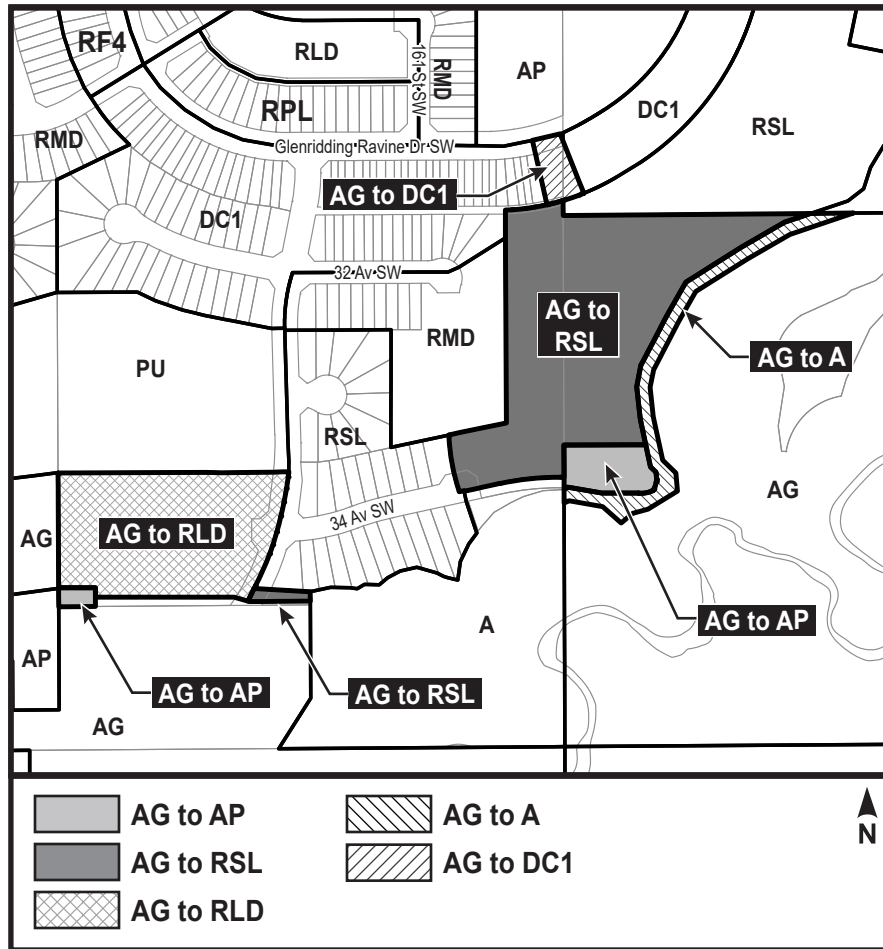 RF4
RLD
161 St SW
RMD
AP
RPL
DC1
RSL
RMD
Glenridding Ravine Dr SW
AG to DC1
DC1
32 Av SW
AG to
RSL
RMD
AG to A
PU
RSL
AG
34 Av SW
AG to RLD
AG
A
AG to AP
AP
AG to AP
AG to RSL
AG
AG to AP
AG to RSL
AG to RLD
AG to A
AG to DC1
N